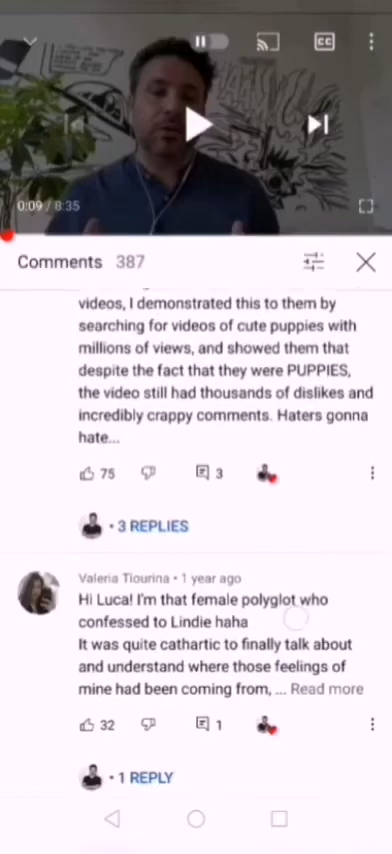 CC
0:09 / 8:35
Comments 387
videos, I demonstrated this to them by
searching for videos of cute puppies with
millions of views, and showed them that
despite the fact that they were PUPPIES,
the video still had thousands of dislikes and
incredibly crappy comments. Haters gonna
hate...
75 3
• 3 REPLIES
Valeria Tiourina • 1 year ago
Hi Luca! I'm that female polyglot who
confessed to Lindie haha
It was quite cathartic to finally talk about
and understand where those feelings of
mine had been coming from, ... Read more
32 1
• 1 REPLY